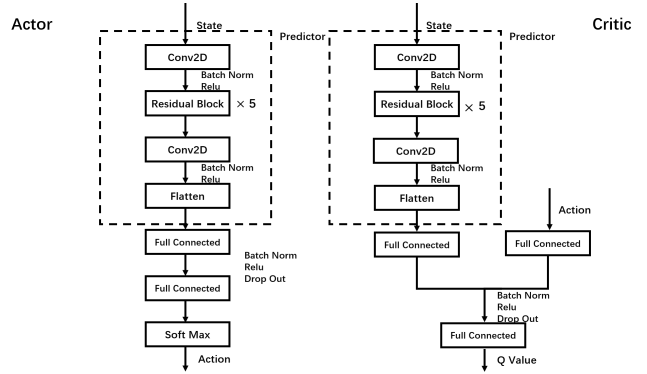 Actor
State
Predictor
Conv2D
Batch Norm
Relu
Residual Block × 5
Conv2D
Batch Norm
Relu
Flatten
Full Connected
Batch Norm
Relu
Drop Out
Full Connected
Soft Max
Action
Critic
State
Predictor
Conv2D
Batch Norm
Relu
Residual Block × 5
Conv2D
Batch Norm
Relu
Flatten
Full Connected
Action
Full Connected
Batch Norm
Relu
Drop Out
Full Connected
Q Value